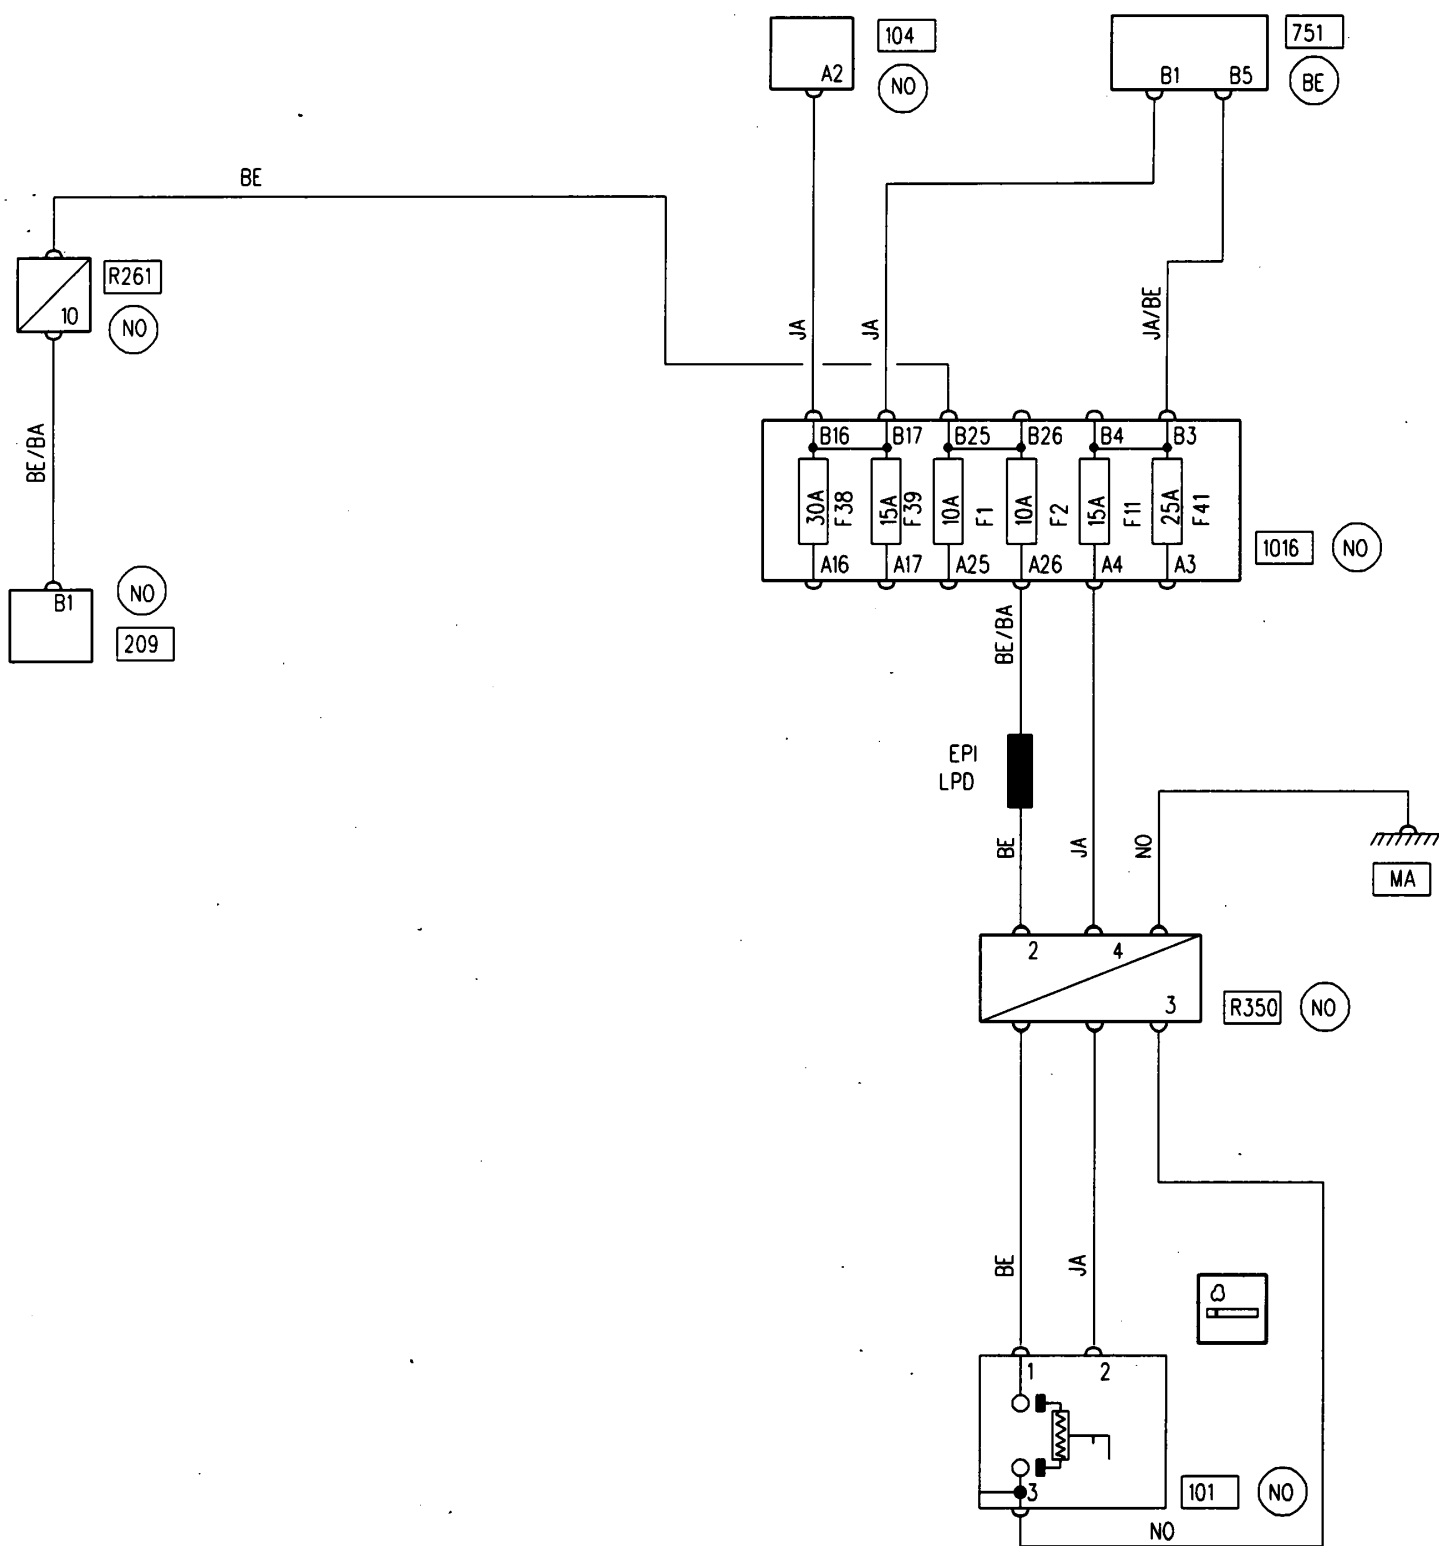 104
A2
NO
751
B1 B5
BE
BE
R261
10
NO
JA
JA
JA/BE
BE/BA
B16 B17 B25 B26 B4 B3
30A F38 15A F39 10A F1 10A F2 15A F11 25A F41
A16 A17 A25 A26 A4 A3
1016 NO
B1
NO
209
BE/BA
EPI
LPD
BE
JA
NO
MA
2 4
3
R350 NO
BE
JA
1 2
3
101 NO
NO